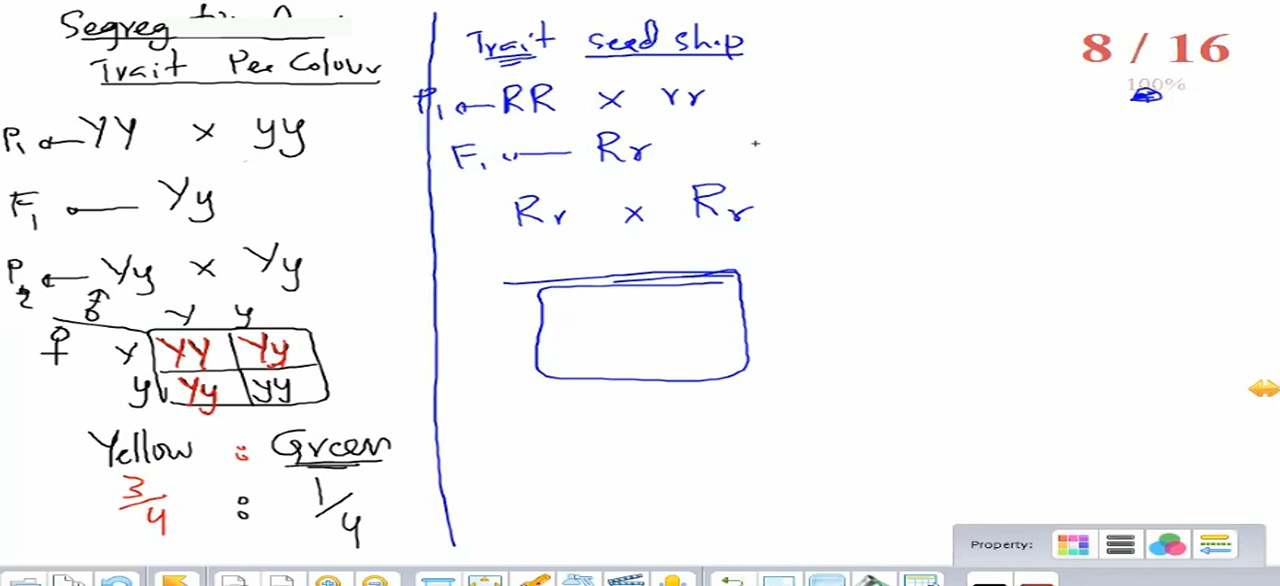 Segreg
Trait Pea Colour
P₁ ← YY × yy
F₁ ← Yy
P₂ ← Yy × Yy
♂ Y y
♀ Y YY Yy
y Yy yy
Yellow : Green
3/4 : 1/4
Trait seed ship
P₁ ← RR × rr
F₁ ← Rr
Rr × Rr
8 / 16
100%
Property: